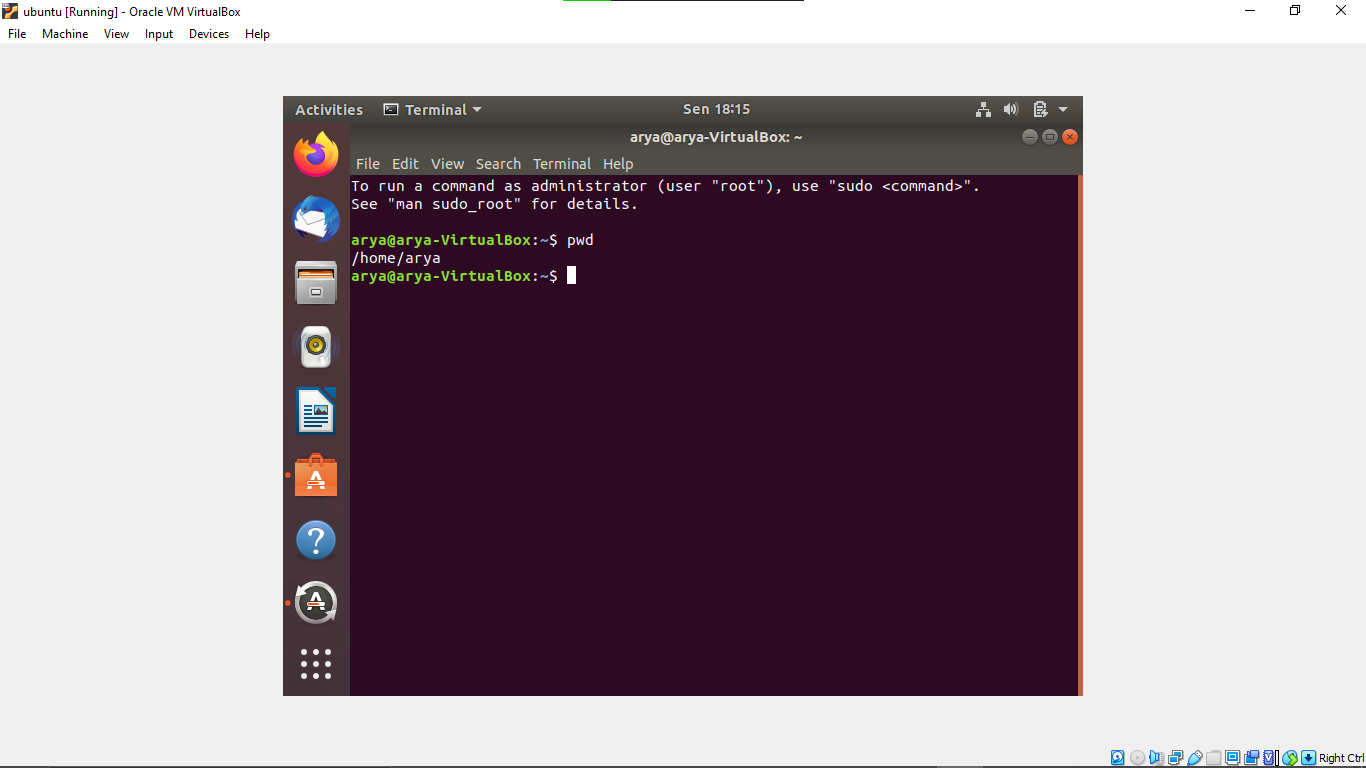 ubuntu [Running] - Oracle VM VirtualBox
File Machine View Input Devices Help
Activities Terminal Sen 18:15
arya@arya-VirtualBox: ~
File Edit View Search Terminal Help
To run a command as administrator (user "root"), use "sudo <command>".
See "man sudo_root" for details.
arya@arya-VirtualBox:~$ pwd
/home/arya
arya@arya-VirtualBox:~$
Right Ctrl